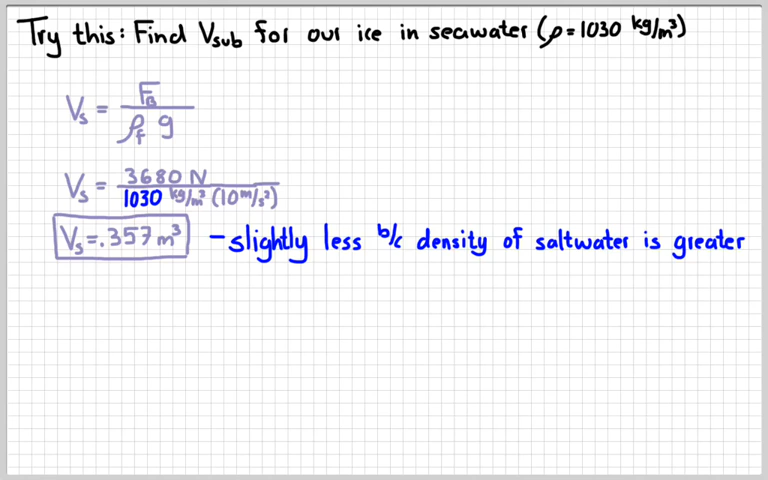 Try this: Find Vsub for our ice in seawater (ρ = 1030 kg/m³)
Vs = FB / ρf g
Vs = 3680 N / 1030 kg/m³ (10 m/s²)
Vs = .357 m³ - slightly less b/c density of saltwater is greater